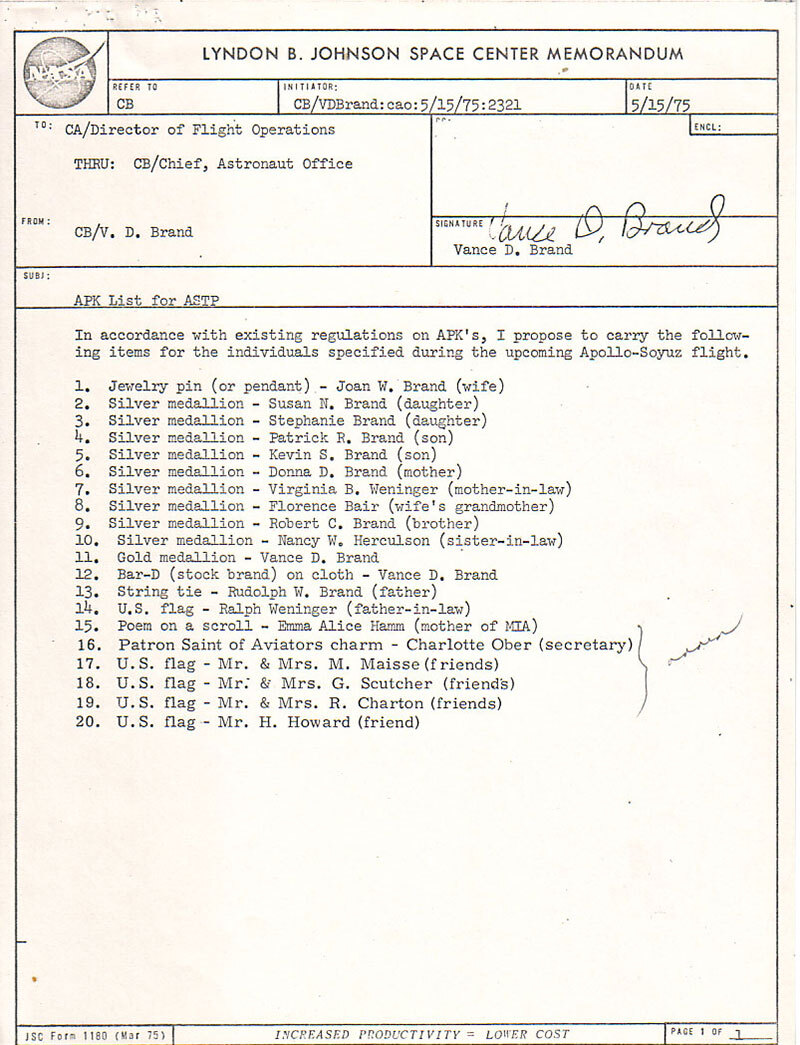 NASA
LYNDON B. JOHNSON SPACE CENTER MEMORANDUM
REFER TO
CB
INITIATOR:
CB/VDBrand:cao:5/15/75:2321
DATE
5/15/75
TO: CA/Director of Flight Operations
THRU: CB/Chief, Astronaut Office
ENCL:
FROM:
CB/V. D. Brand
SIGNATURE Vance D. Brand
Vance D. Brand
SUBJ:
APK List for ASTP
In accordance with existing regulations on APK's, I propose to carry the follow-
ing items for the individuals specified during the upcoming Apollo-Soyuz flight.
1. Jewelry pin (or pendant) - Joan W. Brand (wife)
2. Silver medallion - Susan N. Brand (daughter)
3. Silver medallion - Stephanie Brand (daughter)
4. Silver medallion - Patrick R. Brand (son)
5. Silver medallion - Kevin S. Brand (son)
6. Silver medallion - Donna D. Brand (mother)
7. Silver medallion - Virginia B. Weninger (mother-in-law)
8. Silver medallion - Florence Bair (wife's grandmother)
9. Silver medallion - Robert C. Brand (brother)
10. Silver medallion - Nancy W. Herculson (sister-in-law)
11. Gold medallion - Vance D. Brand
12. Bar-D (stock brand) on cloth - Vance D. Brand
13. String tie - Rudolph W. Brand (father)
14. U.S. flag - Ralph Weninger (father-in-law)
15. Poem on a scroll - Emma Alice Hamm (mother of MIA)
16. Patron Saint of Aviators charm - Charlotte Ober (secretary)
17. U.S. flag - Mr. & Mrs. M. Maisse (friends)
18. U.S. flag - Mr. & Mrs. G. Scutcher (friends)
19. U.S. flag - Mr. & Mrs. R. Charton (friends)
20. U.S. flag - Mr. H. Howard (friend)
JSC Form 1180 (Mar 75)
INCREASED PRODUCTIVITY = LOWER COST
PAGE 1 OF 1